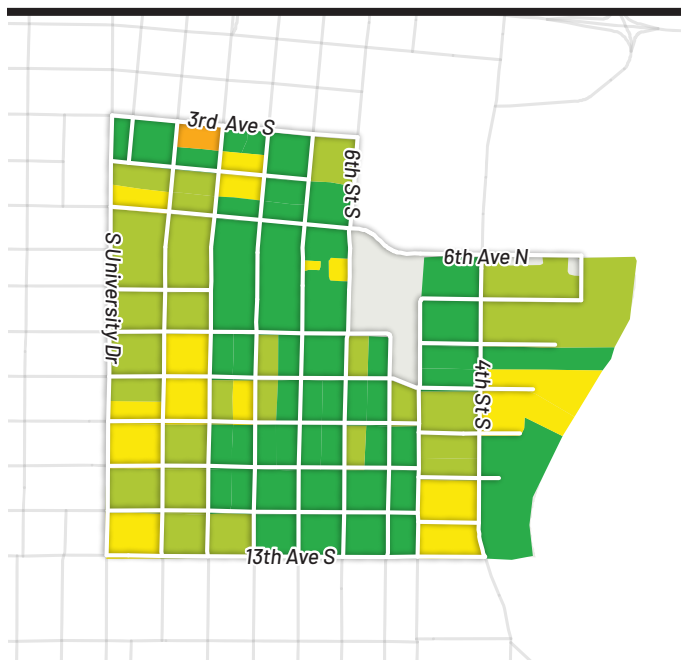 3rd Ave S
6th St S
S University Dr
6th Ave N
4th St S
13th Ave S